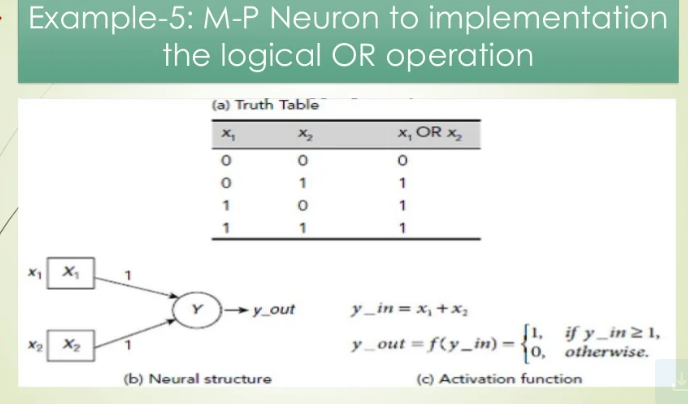 Example-5: M-P Neuron to implementation
the logical OR operation
(a) Truth Table
x₁ x₂ x₁ OR x₂
0 0 0
0 1 1
1 0 1
1 1 1
x₁ X₁ 1
Y y_out
x₂ X₂ 1
(b) Neural structure
y_in = x₁ + x₂
y_out = f(y_in) = {1, if y_in ≥ 1,
0, otherwise.
(c) Activation function